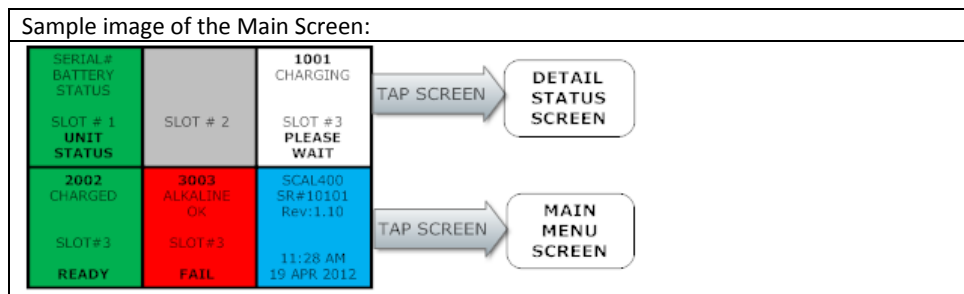 Sample image of the Main Screen:
SERIAL#
BATTERY
STATUS
SLOT # 1
UNIT
STATUS
SLOT # 2
1001
CHARGING
SLOT #3
PLEASE
WAIT
TAP SCREEN
DETAIL
STATUS
SCREEN
2002
CHARGED
SLOT#3
READY
3003
ALKALINE
OK
SLOT#3
FAIL
SCAL400
SR#10101
Rev:1.10
11:28 AM
19 APR 2012
TAP SCREEN
MAIN
MENU
SCREEN